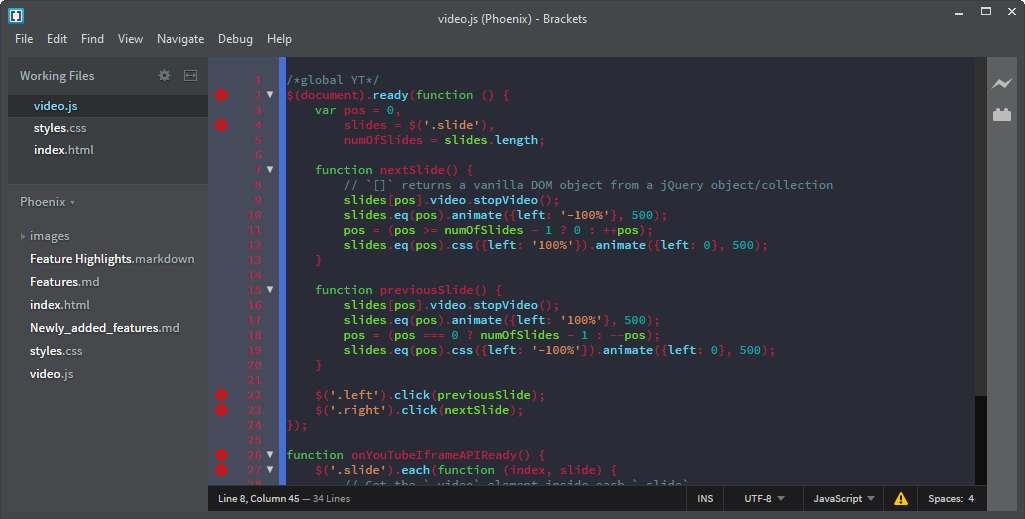 video.js (Phoenix) - Brackets
File Edit Find View Navigate Debug Help
Working Files
video.js
styles.css
index.html
Phoenix
images
Feature Highlights.markdown
Features.md
index.html
Newly_added_features.md
styles.css
video.js
1 /*global YT*/
2 $(document).ready(function () {
3     var pos = 0,
4         slides = $('.slide'),
5         numOfSlides = slides.length;
6
7     function nextSlide() {
8         // `[]` returns a vanilla DOM object from a jQuery object/collection
9         slides[pos].video.stopVideo();
10         slides.eq(pos).animate({left: '-100%'}, 500);
11         pos = (pos >= numOfSlides - 1 ? 0 : ++pos);
12         slides.eq(pos).css({left: '100%'}).animate({left: 0}, 500);
13     }
14
15     function previousSlide() {
16         slides[pos].video.stopVideo();
17         slides.eq(pos).animate({left: '100%'}, 500);
18         pos = (pos === 0 ? numOfSlides - 1 : --pos);
19         slides.eq(pos).css({left: '-100%'}).animate({left: 0}, 500);
20     }
21
22     $('.left').click(previousSlide);
23     $('.right').click(nextSlide);
24 });
25
26 function onYouTubeIframeAPIReady() {
27     $('.slide').each(function (index, slide) {
28         // Get the `.video` element inside each `.slide`
Line 8, Column 45 — 34 Lines INS UTF-8 JavaScript Spaces: 4